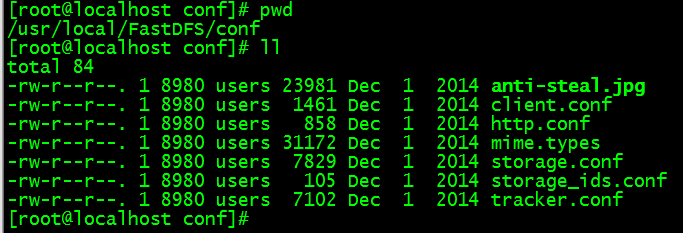 [root@localhost conf]# pwd
/usr/local/FastDFS/conf
[root@localhost conf]# ll
total 84
-rw-r--r--. 1 8980 users 23981 Dec  1  2014 anti-steal.jpg
-rw-r--r--. 1 8980 users  1461 Dec  1  2014 client.conf
-rw-r--r--. 1 8980 users   858 Dec  1  2014 http.conf
-rw-r--r--. 1 8980 users 31172 Dec  1  2014 mime.types
-rw-r--r--. 1 8980 users  7829 Dec  1  2014 storage.conf
-rw-r--r--. 1 8980 users   105 Dec  1  2014 storage_ids.conf
-rw-r--r--. 1 8980 users  7102 Dec  1  2014 tracker.conf
[root@localhost conf]#